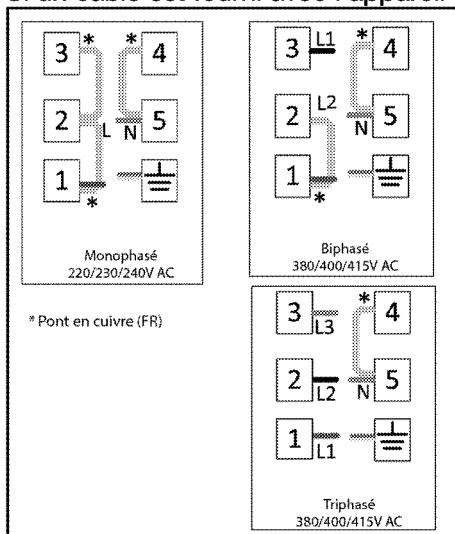 Si un câble est fourni avec l'appareil
3 * * 4
2 L N 5
1 *
Monophasé
220/230/240V AC
3 L1 * 4
2 L2 N 5
1 *
Biphasé
380/400/415V AC
* Pont en cuivre (FR)
3 L3 * 4
2 L2 N 5
1 L1
Triphasé
380/400/415V AC